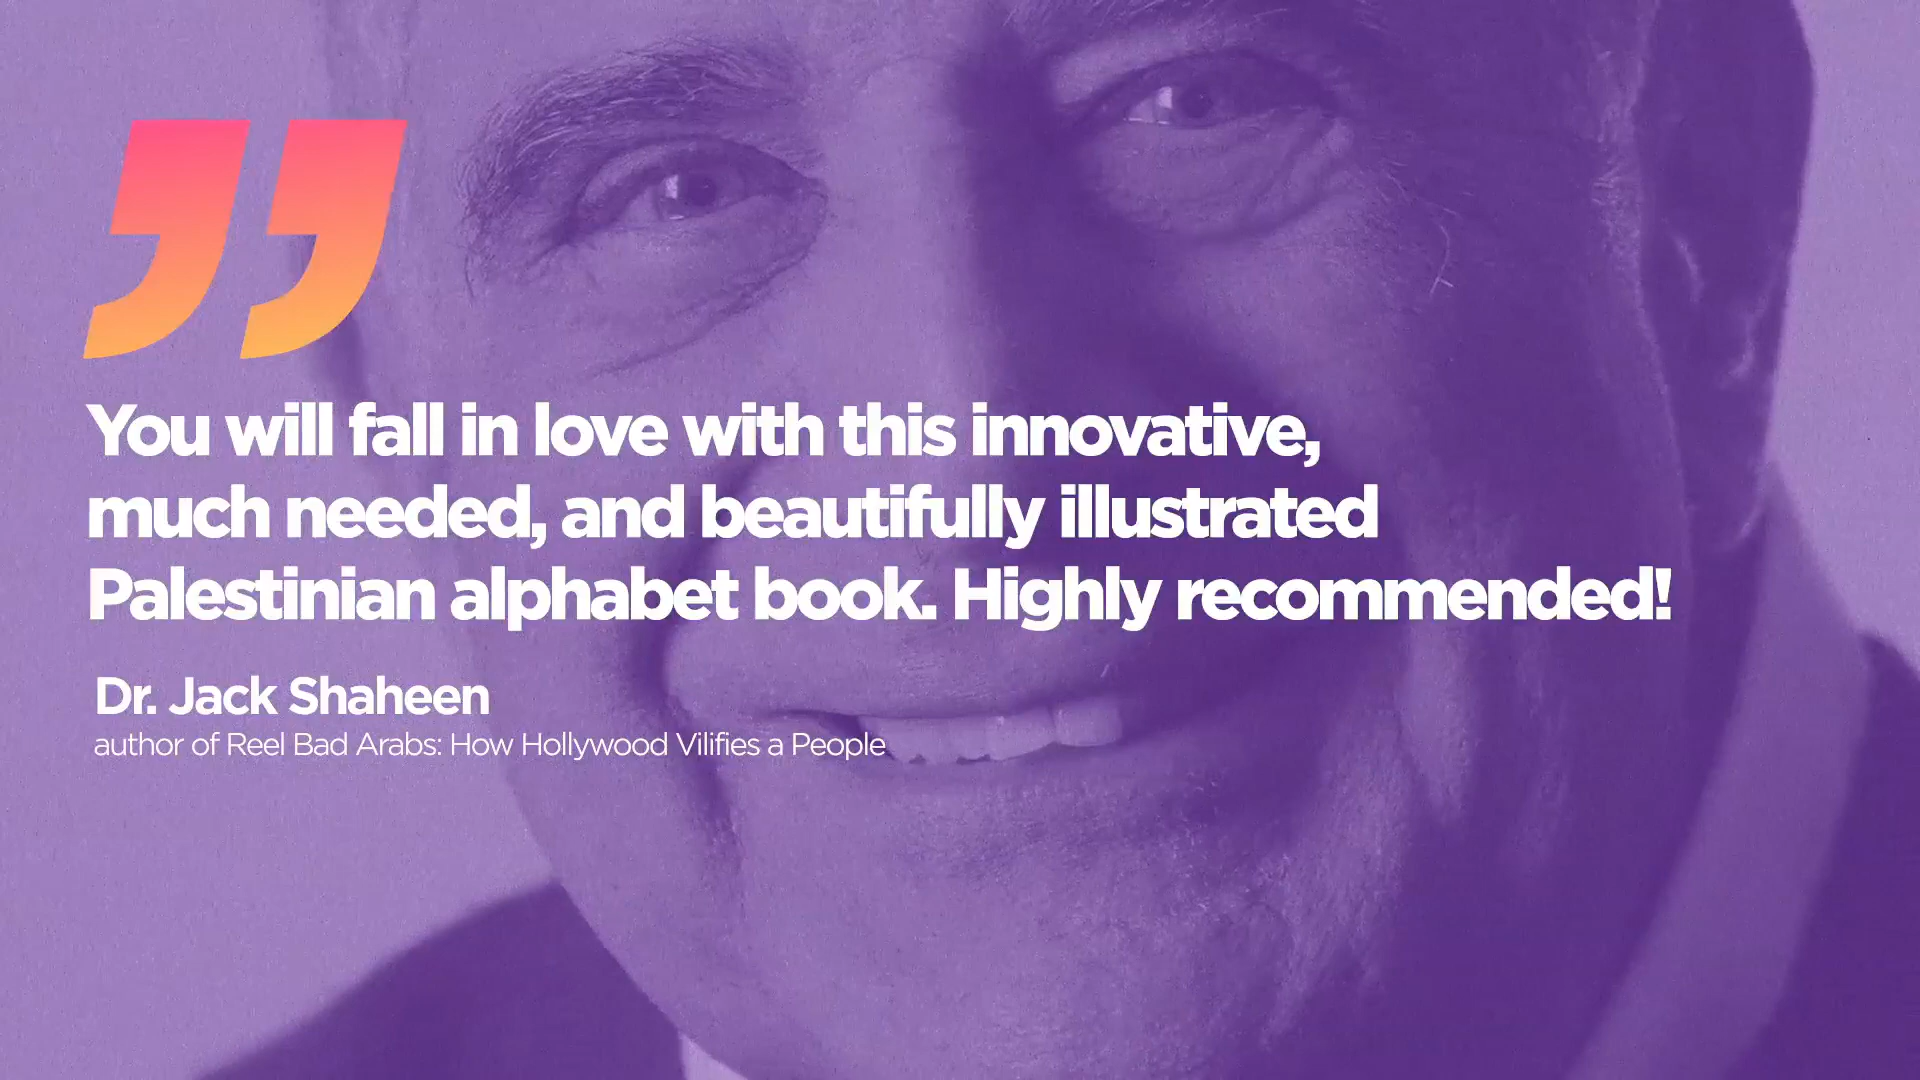 You will fall in love with this innovative,
much needed, and beautifully illustrated
Palestinian alphabet book. Highly recommended!
Dr. Jack Shaheen
author of Reel Bad Arabs: How Hollywood Vilifies a People